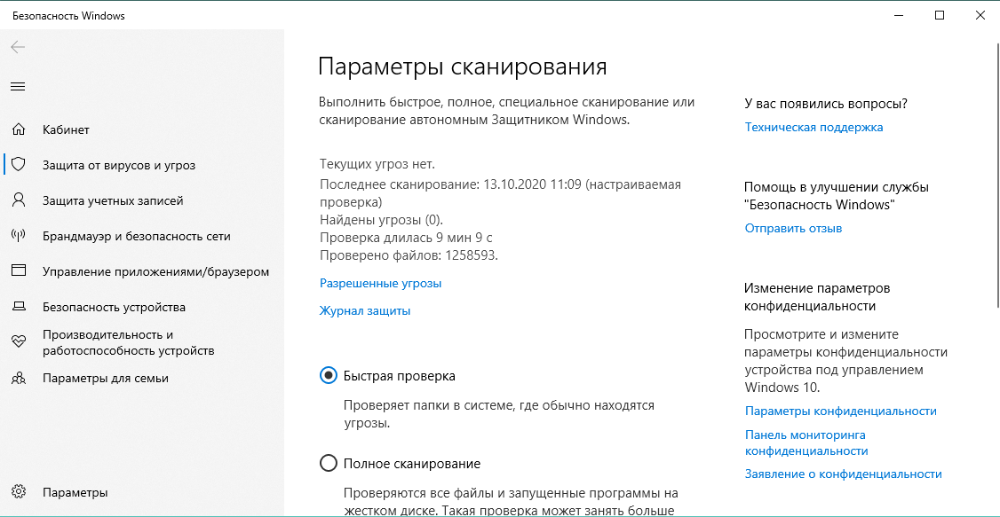 Безопасность Windows
Кабинет
Защита от вирусов и угроз
Защита учетных записей
Брандмауэр и безопасность сети
Управление приложениями/браузером
Безопасность устройства
Производительность и
работоспособность устройств
Параметры для семьи
Параметры
Параметры сканирования
Выполнить быстрое, полное, специальное сканирование или
сканирование автономным Защитником Windows.
Текущих угроз нет.
Последнее сканирование: 13.10.2020 11:09 (настраиваемая
проверка)
Найдены угрозы (0).
Проверка длилась 9 мин 9 с
Проверено файлов: 1258593.
Разрешенные угрозы
Журнал защиты
Быстрая проверка
Проверяет папки в системе, где обычно находятся
угрозы.
Полное сканирование
Проверяются все файлы и запущенные программы на
жестком диске. Такая проверка может занять больше
У вас появились вопросы?
Техническая поддержка
Помощь в улучшении службы
"Безопасность Windows"
Отправить отзыв
Изменение параметров
конфиденциальности
Просмотрите и измените
параметры конфиденциальности
устройства под управлением
Windows 10.
Параметры конфиденциальности
Панель мониторинга
конфиденциальности
Заявление о конфиденциальности